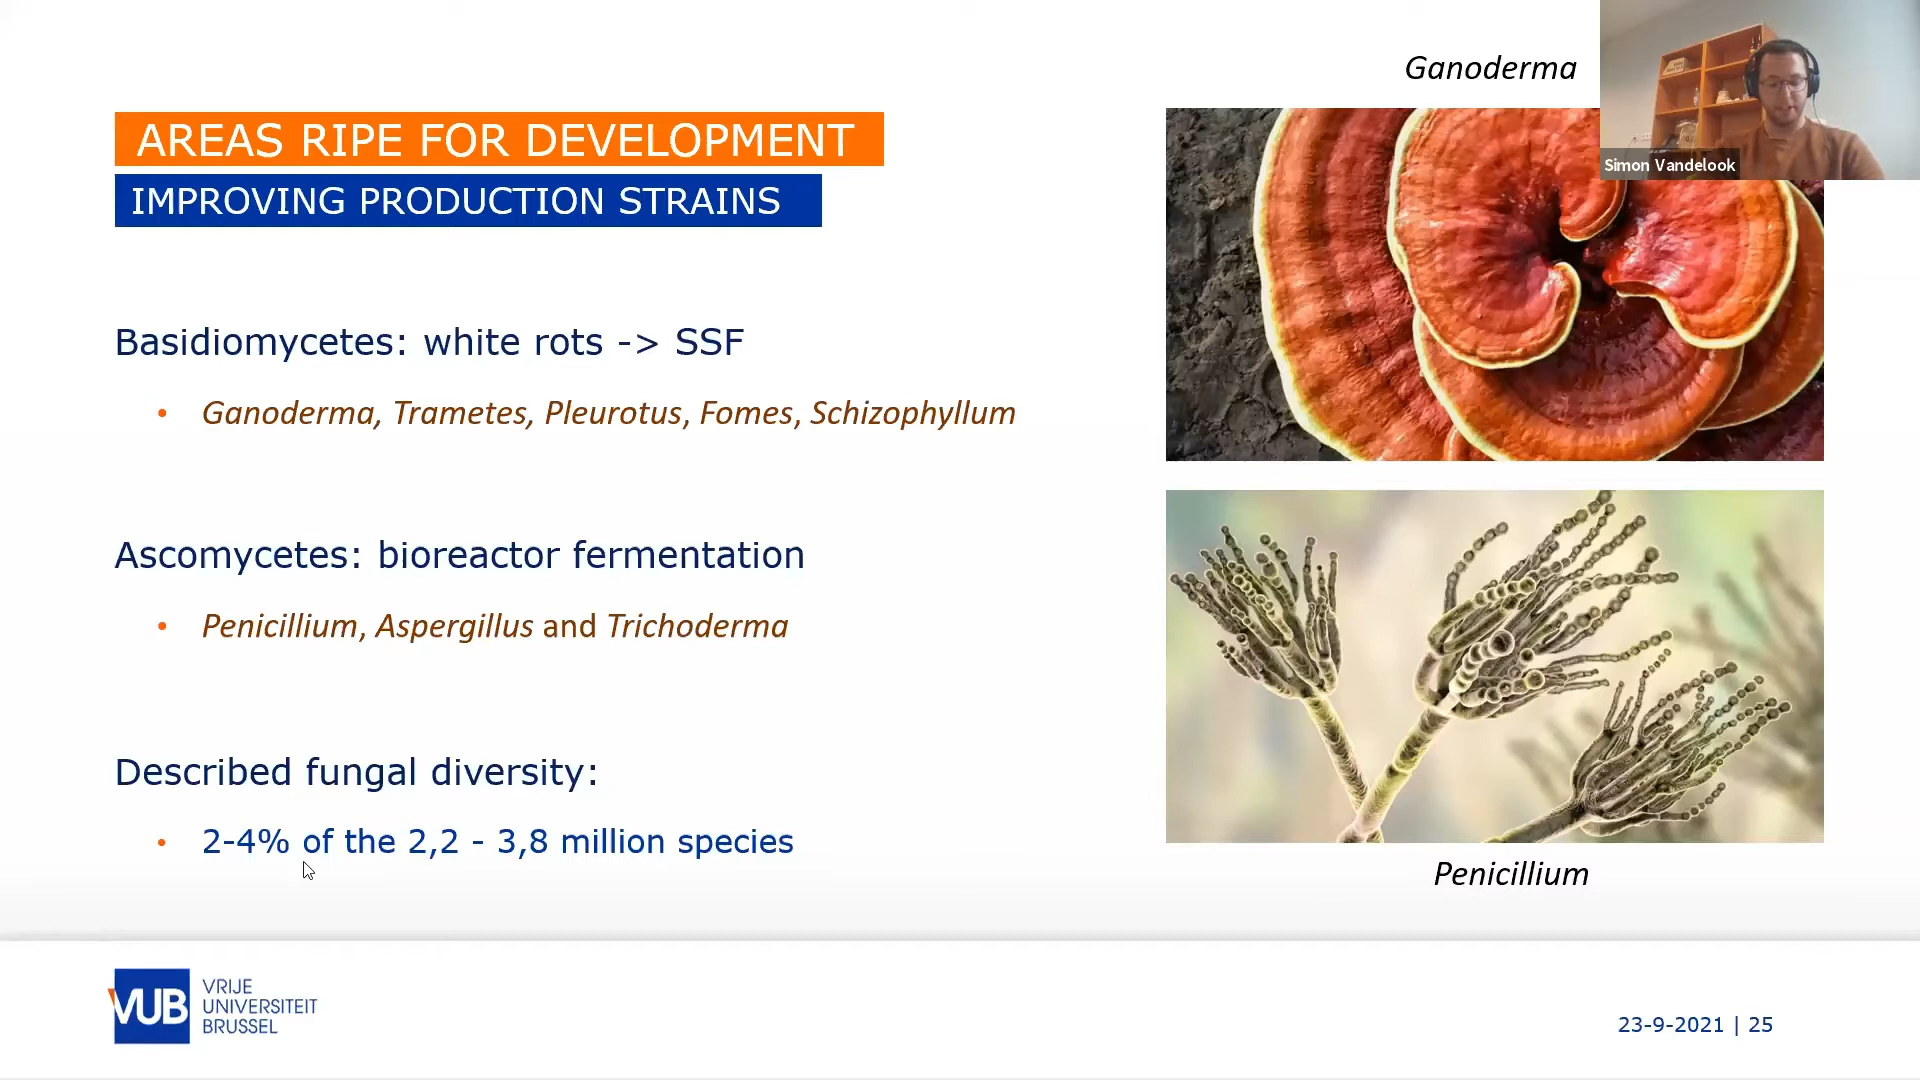 Ganoderma
Simon Vandelook
AREAS RIPE FOR DEVELOPMENT
IMPROVING PRODUCTION STRAINS
Basidiomycetes: white rots -> SSF
• Ganoderma, Trametes, Pleurotus, Fomes, Schizophyllum
Ascomycetes: bioreactor fermentation
• Penicillium, Aspergillus and Trichoderma
Described fungal diversity:
• 2-4% of the 2,2 - 3,8 million species
Penicillium
VUB
VRIJE
UNIVERSITEIT
BRUSSEL
23-9-2021 | 25